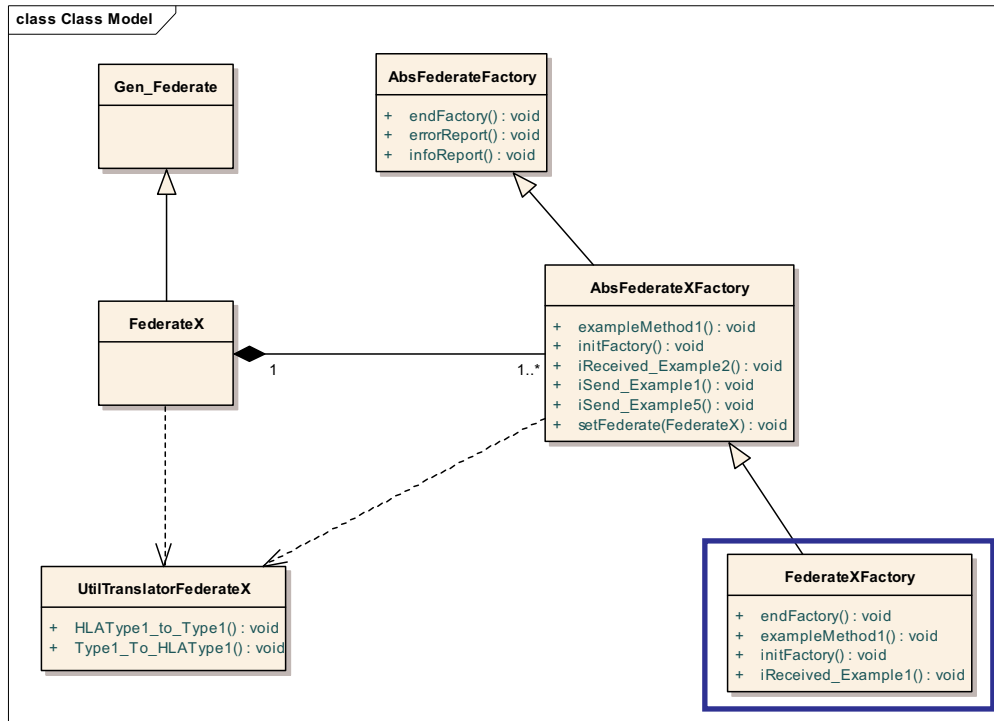 class Class Model
Gen_Federate
AbsFederateFactory
+ endFactory() : void
+ errorReport() : void
+ infoReport() : void
FederateX
1
1..*
AbsFederateXFactory
+ exampleMethod1() : void
+ initFactory() : void
+ iReceived_Example2() : void
+ iSend_Example1() : void
+ iSend_Example5() : void
+ setFederate(FederateX) : void
UtilTranslatorFederateX
+ HLAType1_to_Type1() : void
+ Type1_To_HLAType1() : void
FederateXFactory
+ endFactory() : void
+ exampleMethod1() : void
+ initFactory() : void
+ iReceived_Example1() : void